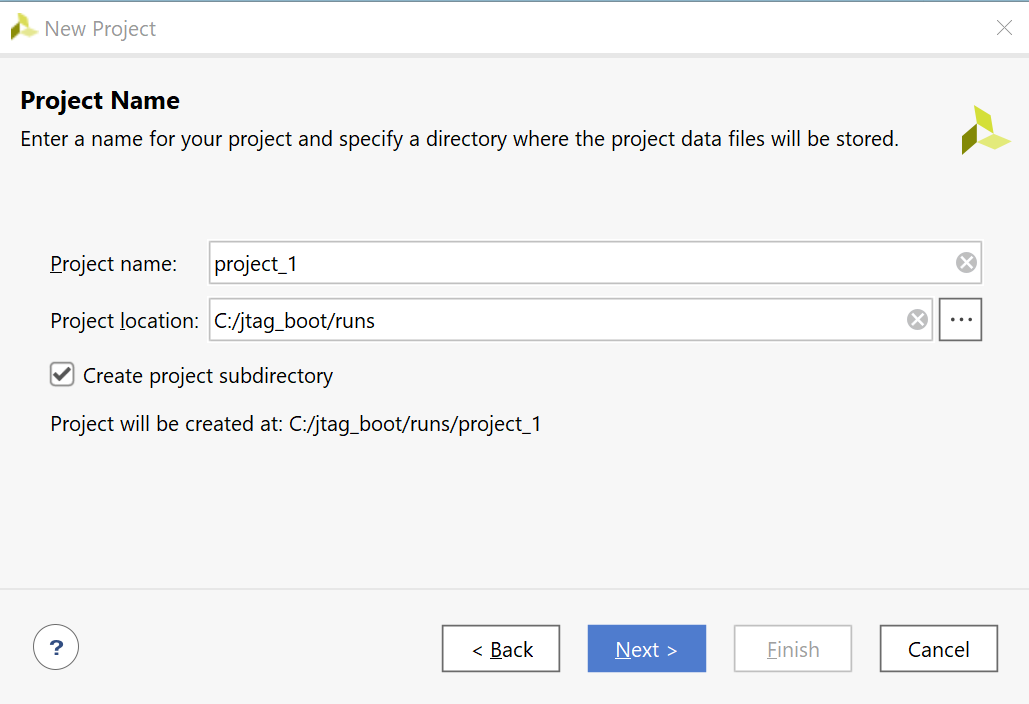 New Project
Project Name
Enter a name for your project and specify a directory where the project data files will be stored.
Project name: project_1
Project location: C:/jtag_boot/runs ...
Create project subdirectory
Project will be created at: C:/jtag_boot/runs/project_1
? < Back Next > Finish Cancel